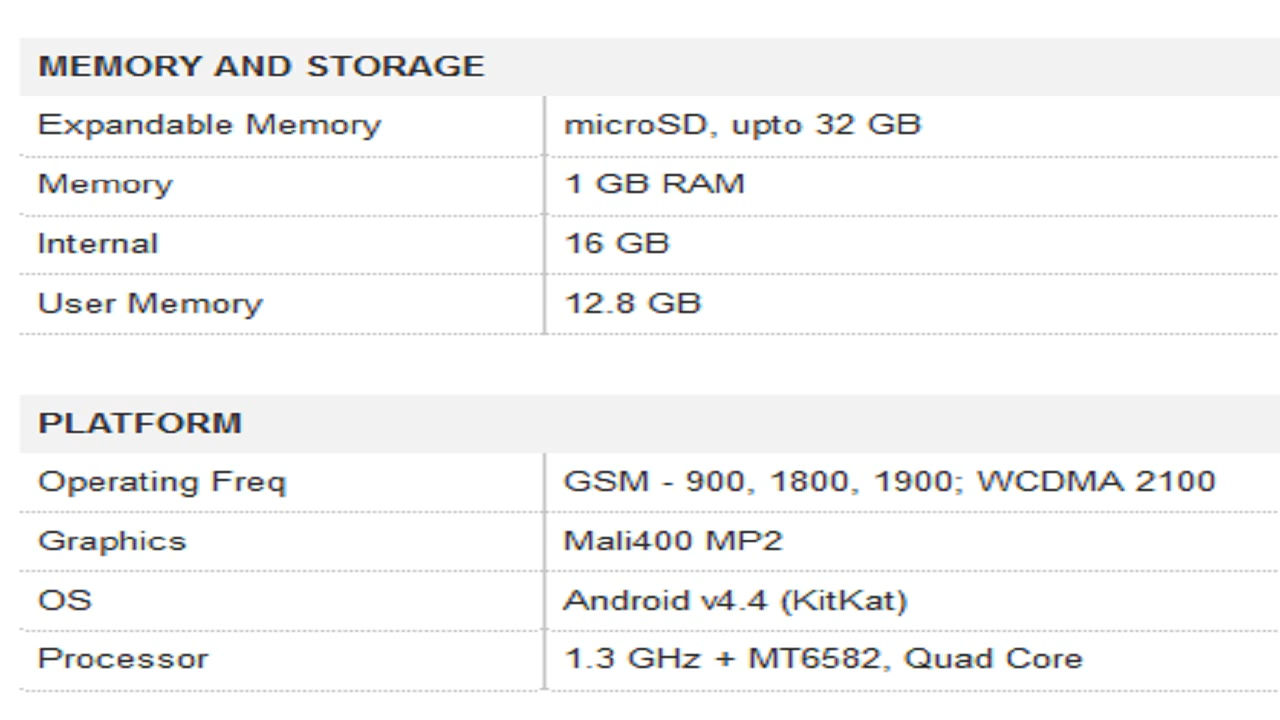 MEMORY AND STORAGE
Expandable Memory microSD, upto 32 GB
Memory 1 GB RAM
Internal 16 GB
User Memory 12.8 GB
PLATFORM
Operating Freq GSM - 900, 1800, 1900; WCDMA 2100
Graphics Mali400 MP2
OS Android v4.4 (KitKat)
Processor 1.3 GHz + MT6582, Quad Core